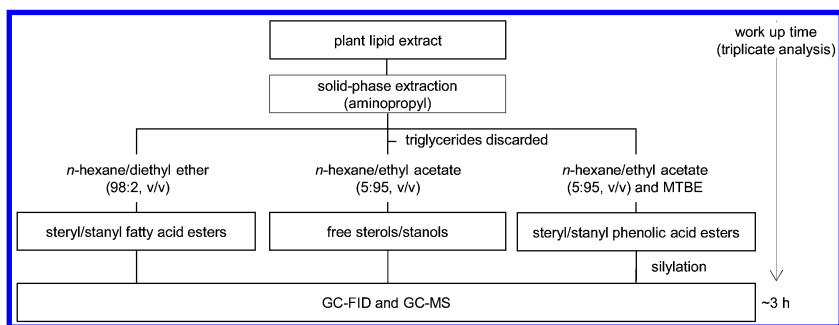 plant lipid extract
work up time
(triplicate analysis)
solid-phase extraction
(aminopropyl)
triglycerides discarded
n-hexane/diethyl ether
(98:2, v/v)
n-hexane/ethyl acetate
(5:95, v/v)
n-hexane/ethyl acetate
(5:95, v/v) and MTBE
steryl/stanyl fatty acid esters
free sterols/stanols
steryl/stanyl phenolic acid esters
silylation
GC-FID and GC-MS
~3 h